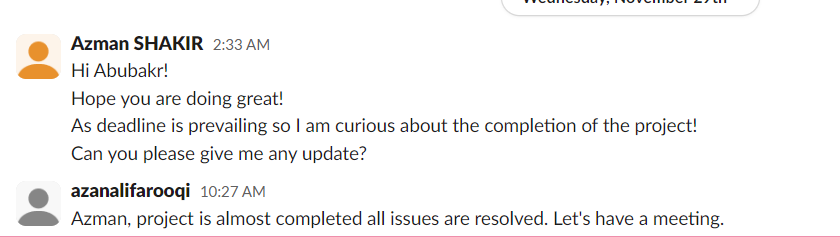 Wednesday, November 29th
Azman SHAKIR 2:33 AM
Hi Abubakr!
Hope you are doing great!
As deadline is prevailing so I am curious about the completion of the project!
Can you please give me any update?
azanalifarooqi 10:27 AM
Azman, project is almost completed all issues are resolved. Let's have a meeting.